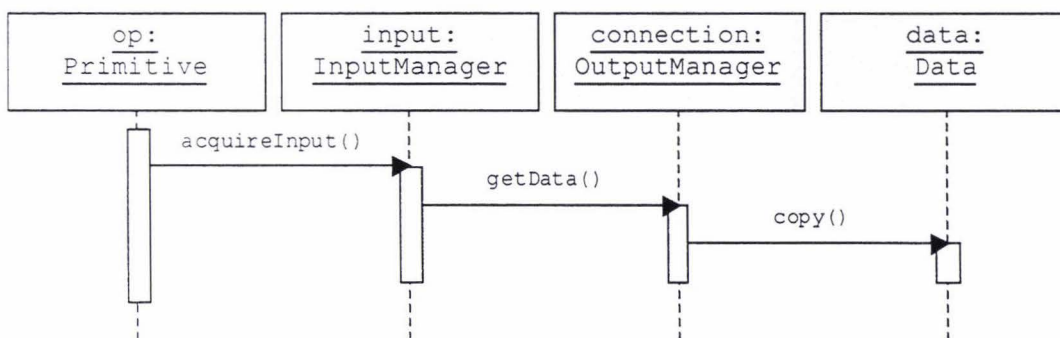 op:
Primitive
input:
InputManager
connection:
OutputManager
data:
Data
acquireInput()
getData()
copy()